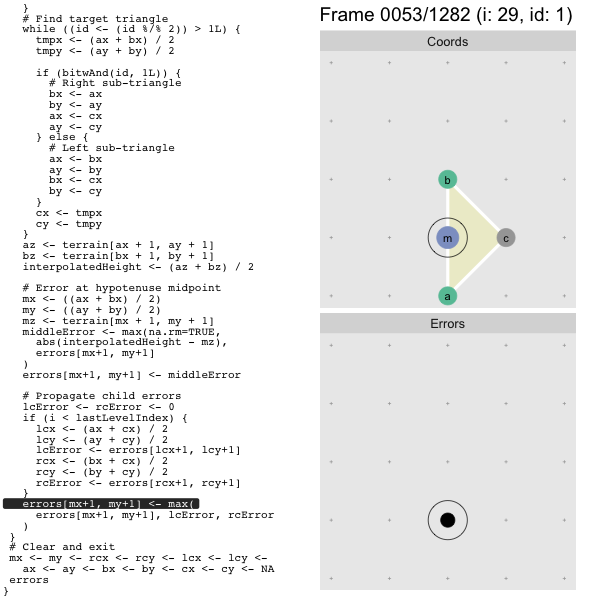 }
  # Find target triangle
  while ((id <- (id %/% 2)) > 1L) {
    tmpx <- (ax + bx) / 2
    tmpy <- (ay + by) / 2
    if (bitwAnd(id, 1L)) {
      # Right sub-triangle
      bx <- ax
      by <- ay
      ax <- cx
      ay <- cy
    } else {
      # Left sub-triangle
      ax <- bx
      ay <- by
      bx <- cx
      by <- cy
    }
    cx <- tmpx
    cy <- tmpy
  }
  az <- terrain[ax + 1, ay + 1]
  bz <- terrain[bx + 1, by + 1]
  interpolatedHeight <- (az + bz) / 2
  # Error at hypotenuse midpoint
  mx <- ((ax + bx) / 2)
  my <- ((ay + by) / 2)
  mz <- terrain[mx + 1, my + 1]
  middleError <- max(na.rm=TRUE,
    abs(interpolatedHeight - mz),
    errors[mx+1, my+1]
  )
  errors[mx+1, my+1] <- middleError
  # Propagate child errors
  lcError <- rcError <- 0
  if (i < lastLevelIndex) {
    lcx <- (ax + cx) / 2
    lcy <- (ay + cy) / 2
    lcError <- errors[lcx+1, lcy+1]
    rcx <- (bx + cx) / 2
    rcy <- (by + cy) / 2
    rcError <- errors[rcx+1, rcy+1]
  }
  errors[mx+1, my+1] <- max(
    errors[mx+1, my+1], lcError, rcError
  )
 }
 # Clear and exit
 mx <- my <- rcx <- rcy <- lcx <- lcy <-
   ax <- ay <- bx <- by <- cx <- cy <- NA
 errors
}
Frame 0053/1282 (i: 29, id: 1)
Coords
b
m
c
a
Errors